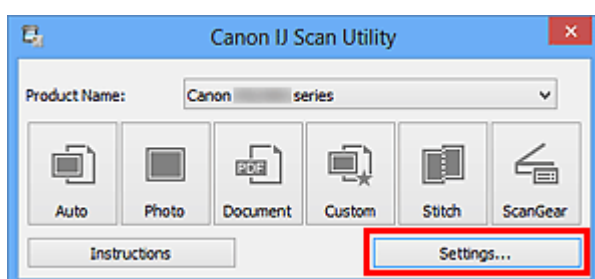 Canon IJ Scan Utility
Product Name: Canon series
Auto Photo PDF Document Custom Stitch ScanGear
Instructions Settings...